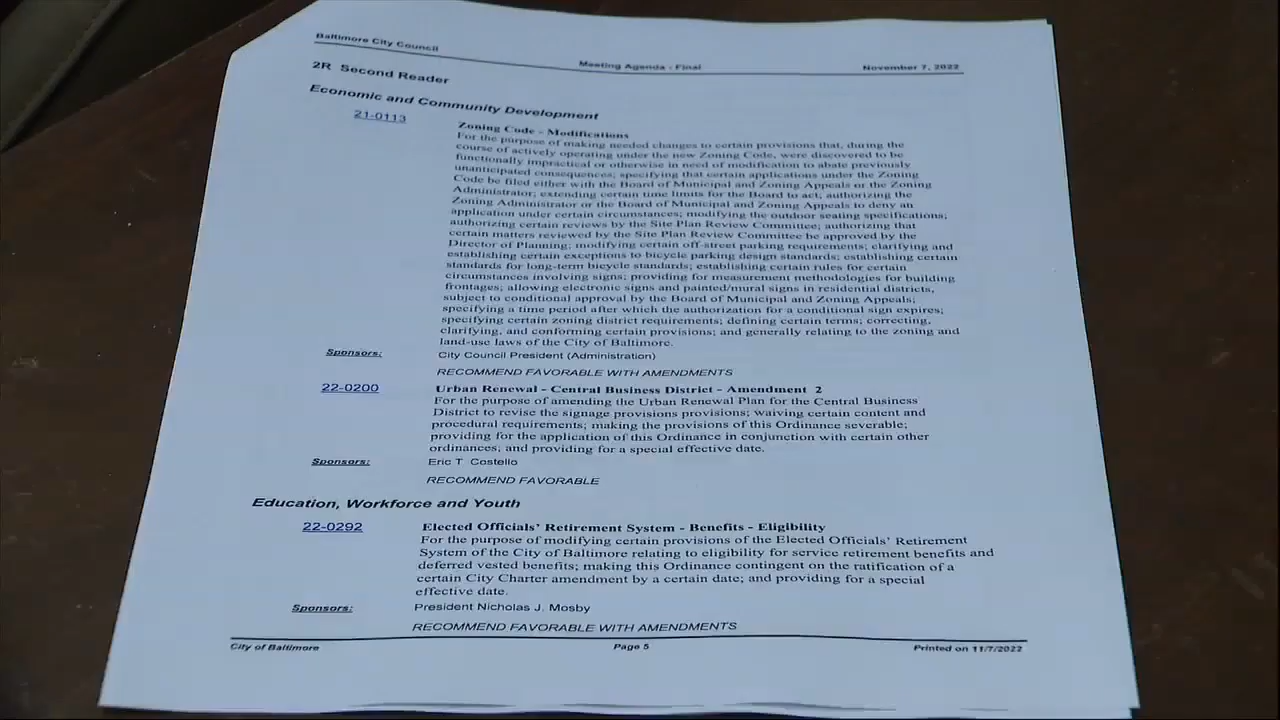 Baltimore City Council
Meeting Agenda - Final
November 7, 2022
2R Second Reader
Economic and Community Development
21-0113
Zoning Code - Modifications
For the purpose of making needed changes to certain provisions that, during the
course of actively operating under the new Zoning Code, were discovered to be
functionally impractical or otherwise in need of modification to abate previously
unanticipated consequences; specifying that certain applications under the Zoning
Code be filed either with the Board of Municipal and Zoning Appeals or the Zoning
Administrator; extending certain time limits for the Board to act; authorizing the
Zoning Administrator or the Board of Municipal and Zoning Appeals to deny an
application under certain circumstances; modifying the outdoor seating specifications;
authorizing certain reviews by the Site Plan Review Committee; authorizing that
certain matters reviewed by the Site Plan Review Committee be approved by the
Director of Planning; modifying certain off-street parking requirements; clarifying and
establishing certain exceptions to bicycle parking design standards; establishing certain
standards for long-term bicycle standards; establishing certain rules for certain
circumstances involving signs; providing for measurement methodologies for building
frontages; allowing electronic signs and painted/mural signs in residential districts,
subject to conditional approval by the Board of Municipal and Zoning Appeals;
specifying a time period after which the authorization for a conditional sign expires;
specifying certain zoning district requirements; defining certain terms; correcting,
clarifying, and conforming certain provisions; and generally relating to the zoning and
land-use laws of the City of Baltimore.
Sponsors:
City Council President (Administration)
RECOMMEND FAVORABLE WITH AMENDMENTS
22-0200
Urban Renewal - Central Business District - Amendment 2
For the purpose of amending the Urban Renewal Plan for the Central Business
District to revise the signage provisions provisions; waiving certain content and
procedural requirements; making the provisions of this Ordinance severable;
providing for the application of this Ordinance in conjunction with certain other
ordinances; and providing for a special effective date.
Sponsors:
Eric T. Costello
RECOMMEND FAVORABLE
Education, Workforce and Youth
22-0292
Elected Officials' Retirement System - Benefits - Eligibility
For the purpose of modifying certain provisions of the Elected Officials' Retirement
System of the City of Baltimore relating to eligibility for service retirement benefits and
deferred vested benefits; making this Ordinance contingent on the ratification of a
certain City Charter amendment by a certain date; and providing for a special
effective date.
Sponsors:
President Nicholas J. Mosby
RECOMMEND FAVORABLE WITH AMENDMENTS
City of Baltimore
Page 5
Printed on 11/7/2022